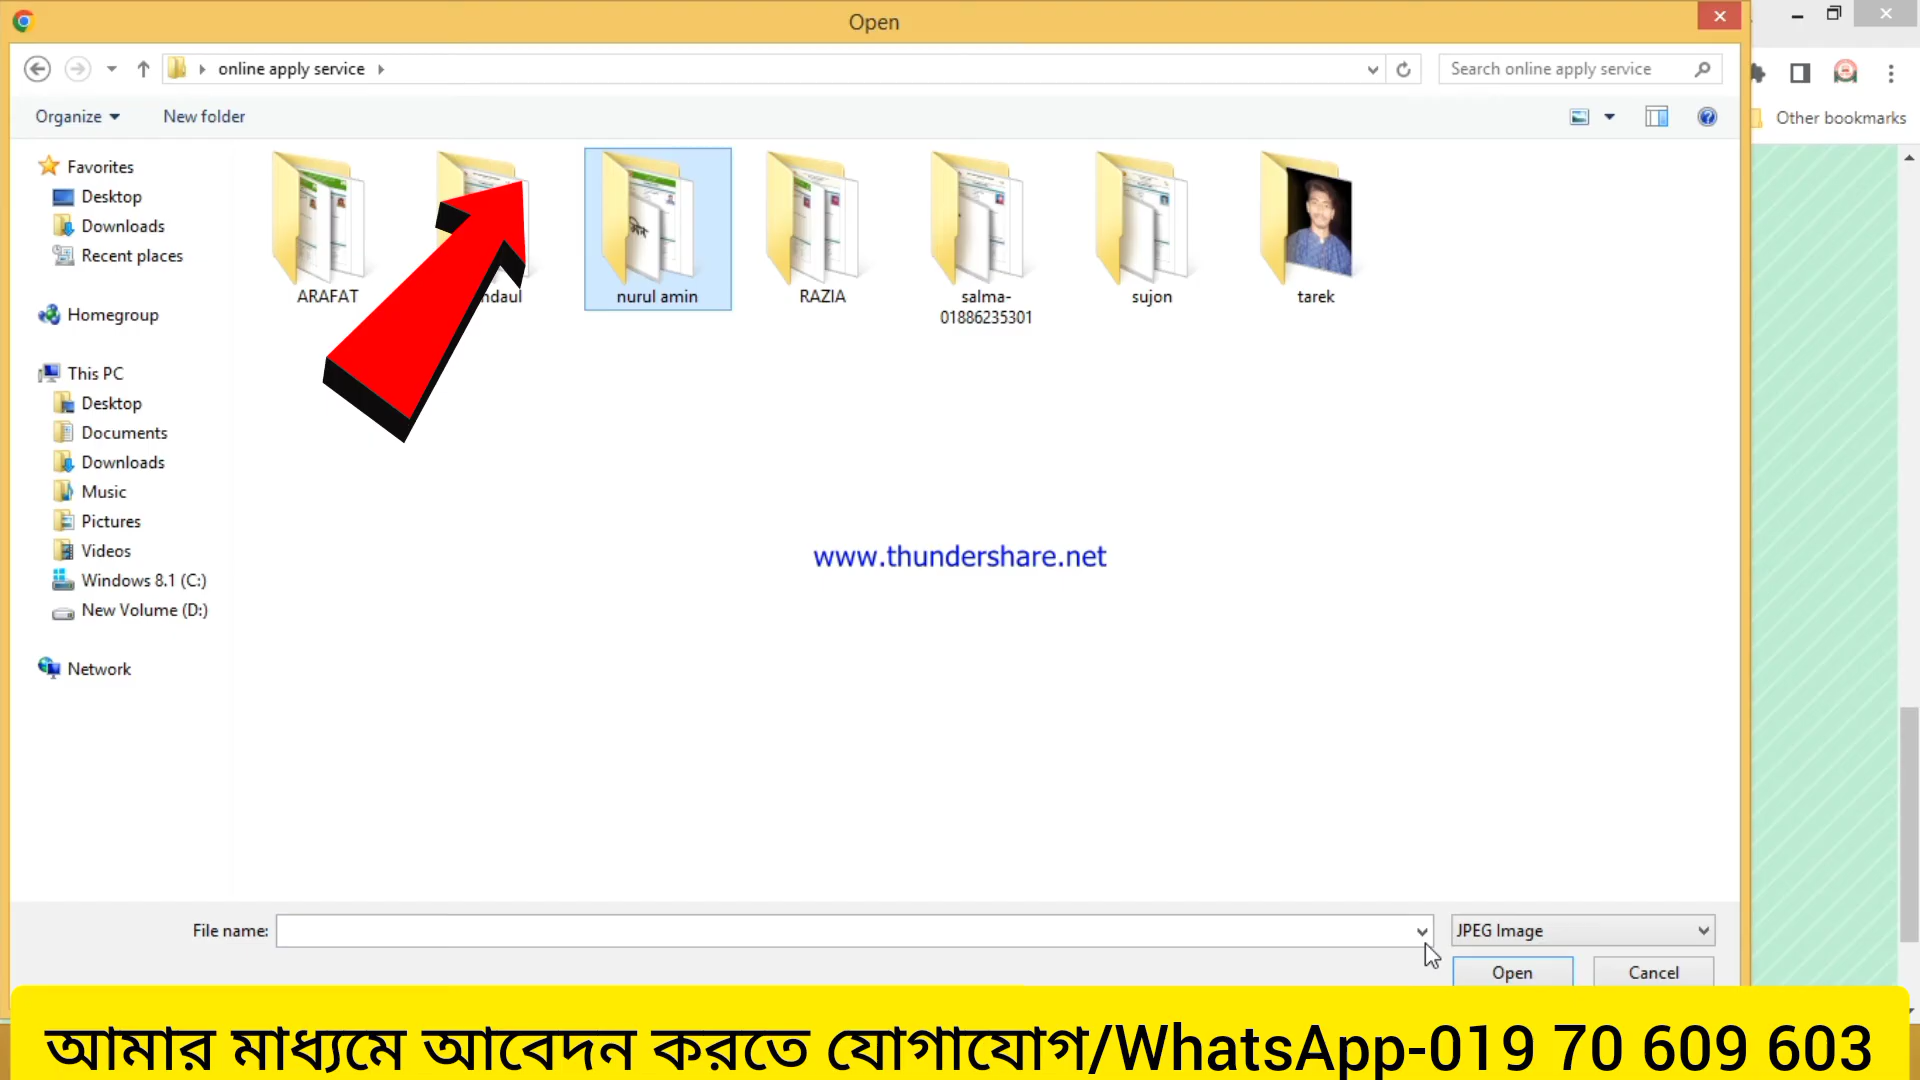 Open
online apply service
Search online apply service
Organize
New folder
Other bookmarks
Favorites
Desktop
Downloads
Recent places
Homegroup
This PC
Desktop
Documents
Downloads
Music
Pictures
Videos
Windows 8.1 (C:)
New Volume (D:)
Network
ARAFAT
ndaul
nurul amin
RAZIA
salma-
01886235301
sujon
tarek
www.thundershare.net
File name:
JPEG Image
Open
Cancel
আমার মাধ্যমে আবেদন করতে যোগাযোগ/WhatsApp-019 70 609 603